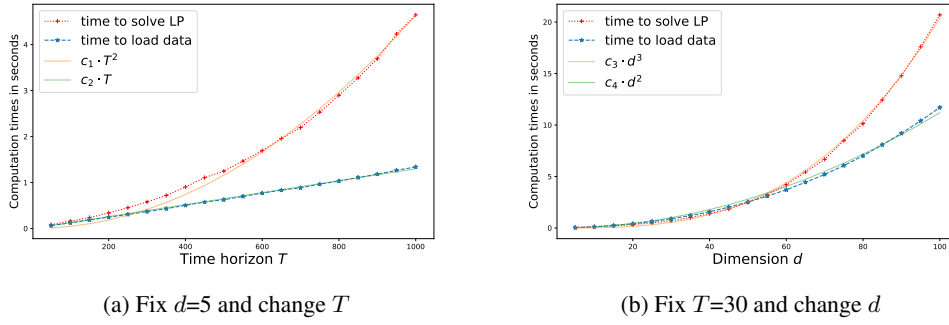 time to solve LP
time to load data
c₁ · T²
c₂ · T
Computation times in seconds
4
3
2
1
0
200
400
600
800
1000
Time horizon T
(a) Fix d=5 and change T
time to solve LP
time to load data
c₃ · d³
c₄ · d²
Computation times in seconds
20
15
10
5
0
20
40
60
80
100
Dimension d
(b) Fix T=30 and change d